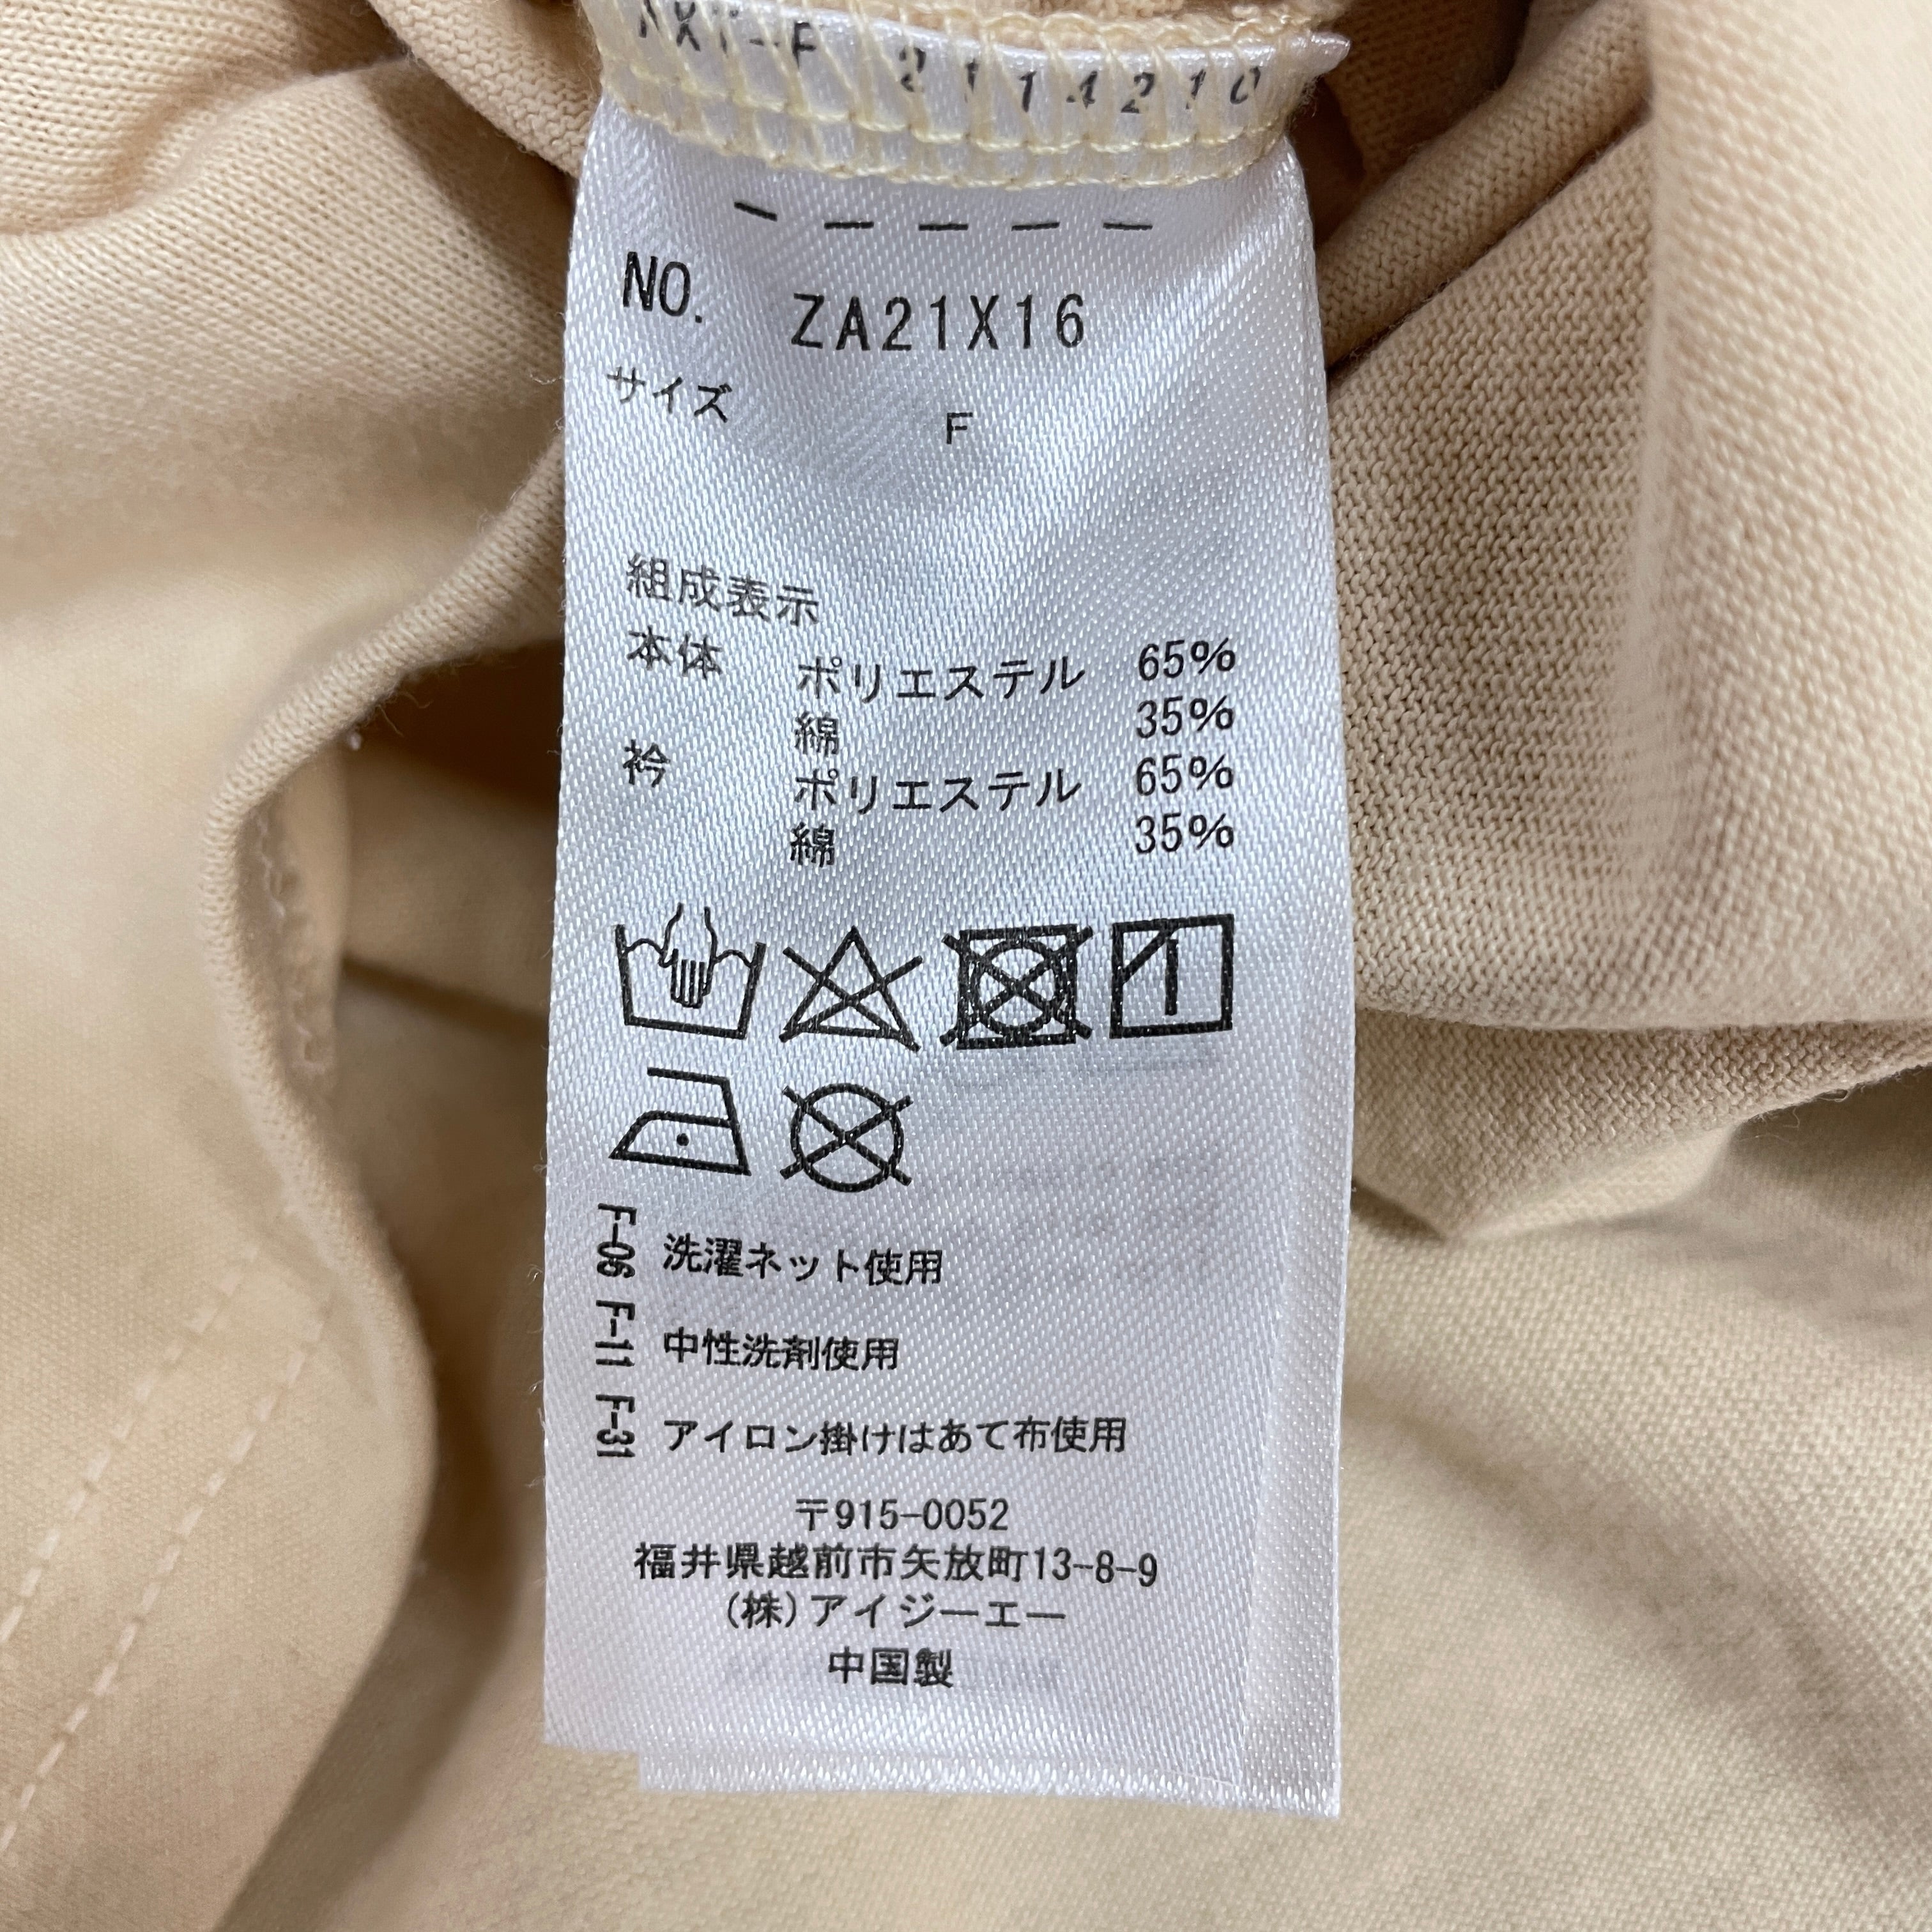 2114210
NO. ZA21X16
サイズ F
組成表示
本体 ポリエステル 65%
綿 35%
衿 ポリエステル 65%
綿 35%
F-06 洗濯ネット使用
F-11 中性洗剤使用
F-31 アイロン掛けはあて布使用
〒915-0052
福井県越前市矢放町13-8-9
(株)アイジーエー
中国製